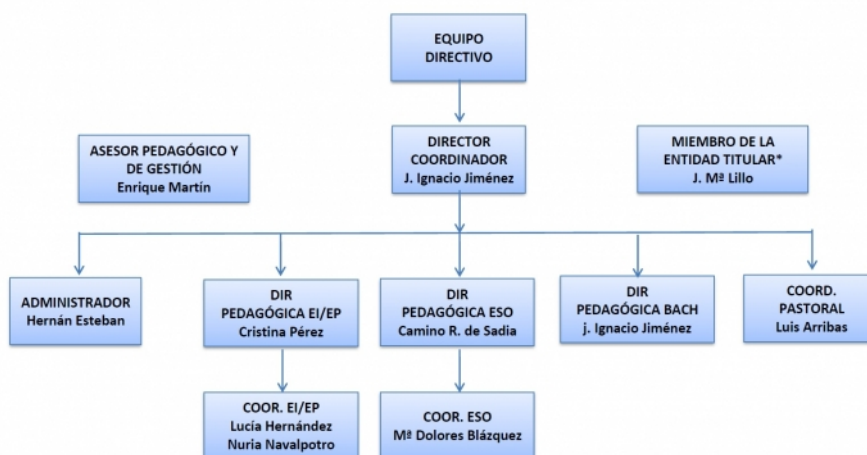 EQUIPO
DIRECTIVO
ASESOR PEDAGÓGICO Y
DE GESTIÓN
Enrique Martín
DIRECTOR
COORDINADOR
J. Ignacio Jiménez
MIEMBRO DE LA
ENTIDAD TITULAR*
J. Mª Lillo
ADMINISTRADOR
Hernán Esteban
DIR
PEDAGÓGICA EI/EP
Cristina Pérez
DIR
PEDAGÓGICA ESO
Camino R. de Sadia
DIR
PEDAGÓGICA BACH
j. Ignacio Jiménez
COORD.
PASTORAL
Luis Arribas
COOR. EI/EP
Lucía Hernández
Nuria Navalpotro
COOR. ESO
Mª Dolores Blázquez